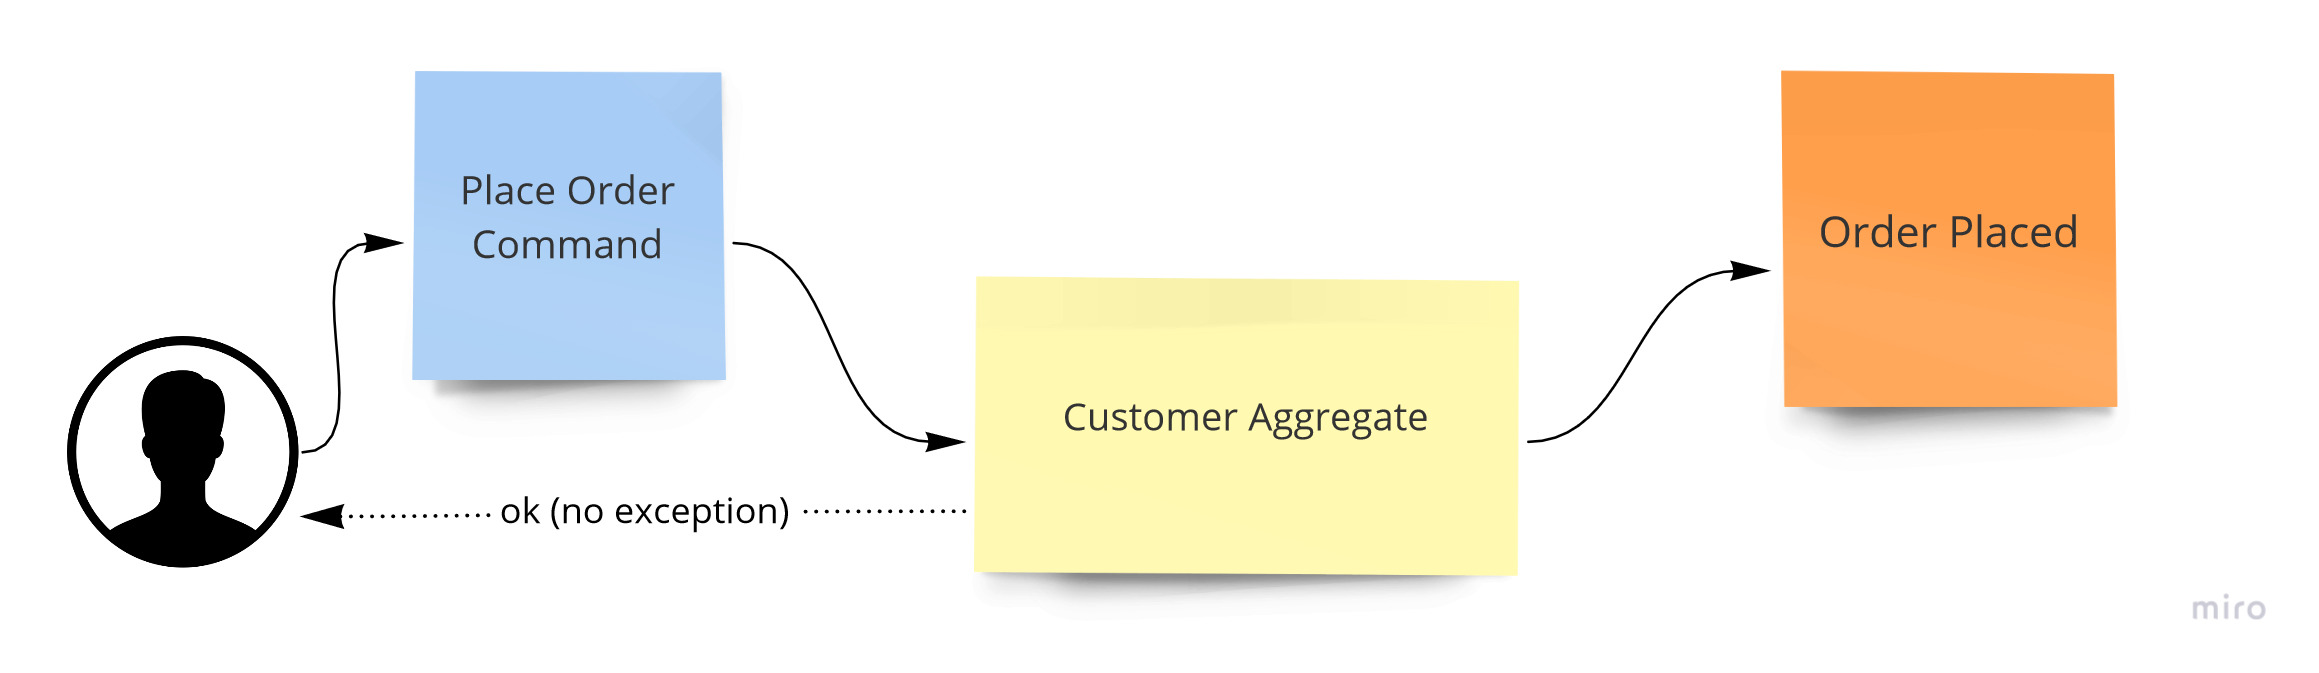 Place Order
Command
Order Placed
Customer Aggregate
ok (no exception)
miro